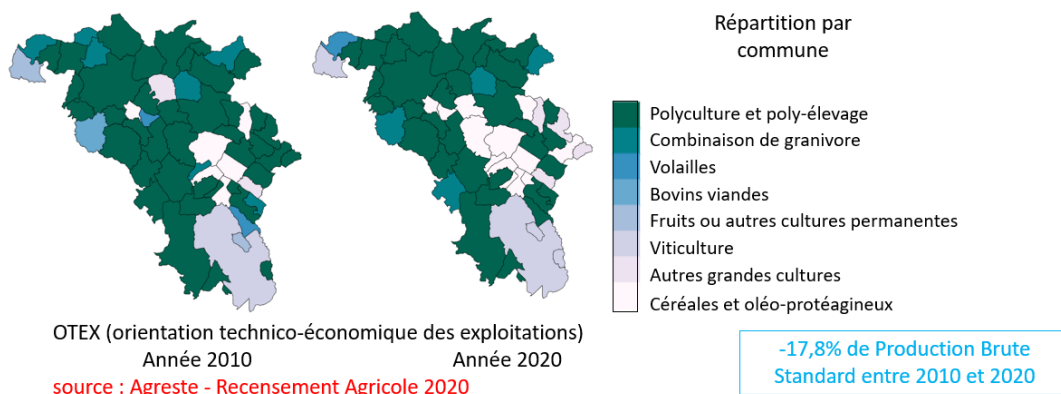 Répartition par
commune
Polyculture et poly-élevage
Combinaison de granivore
Volailles
Bovins viandes
Fruits ou autres cultures permanentes
Viticulture
Autres grandes cultures
Céréales et oléo-protéagineux
OTEX (orientation technico-économique des exploitations)
Année 2010
Année 2020
source : Agreste - Recensement Agricole 2020
-17,8% de Production Brute
Standard entre 2010 et 2020